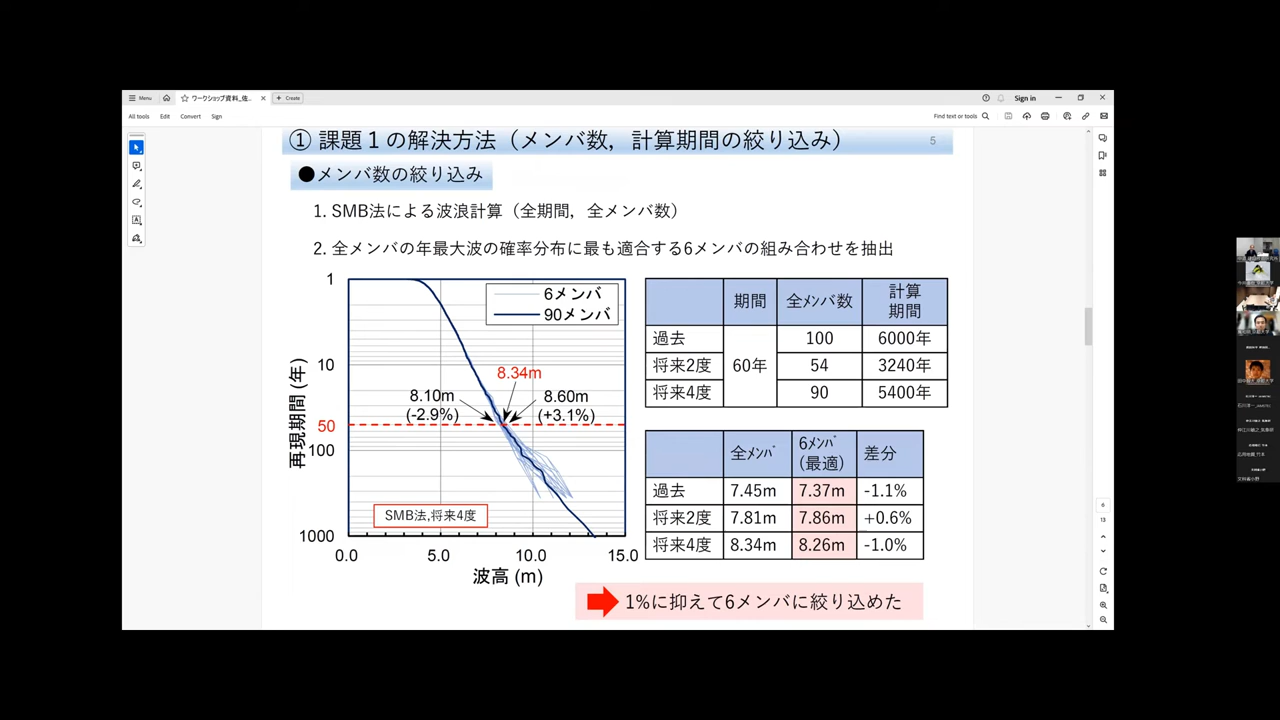 Menu
ワークショップ資料_佐...
Create
Sign in
All tools
Edit
Convert
Sign
Find text or tools
① 課題1の解決方法（メンバ数，計算期間の絞り込み）
5
●メンバ数の絞り込み
1. SMB法による波浪計算（全期間，全メンバ数）
2. 全メンバの年最大波の確率分布に最も適合する6メンバの組み合わせを抽出
再現期間 (年)
1
10
50
100
1000
6メンバ
90メンバ
8.34m
8.10m
(-2.9%)
8.60m
(+3.1%)
SMB法,将来4度
0.0
5.0
10.0
15.0
波高 (m)
期間 全メンバ数 計算期間
過去 60年 100 6000年
将来2度 54 3240年
将来4度 90 5400年
全ﾒﾝﾊﾞ 6ﾒﾝﾊﾞ(最適) 差分
過去 7.45m 7.37m -1.1%
将来2度 7.81m 7.86m +0.6%
将来4度 8.34m 8.26m -1.0%
1%に抑えて6メンバに絞り込めた
6
13